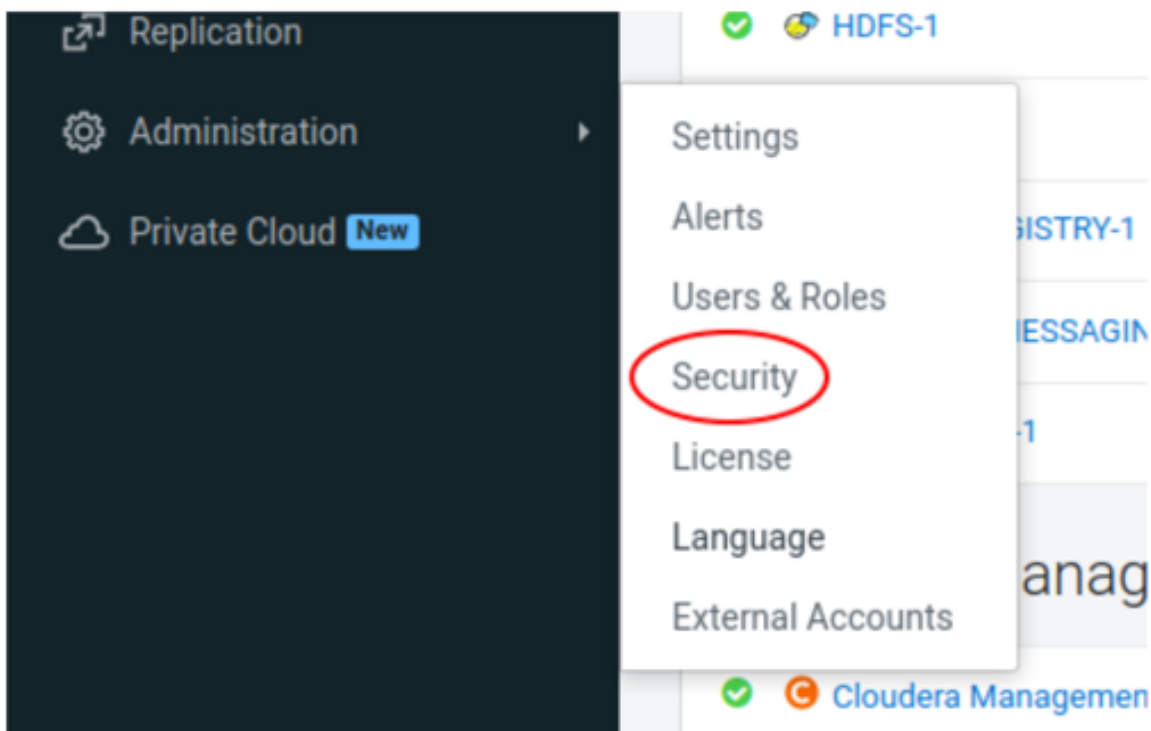 Replication
Administration
Private Cloud New
Settings
Alerts
Users & Roles
Security
License
Language
External Accounts
HDFS-1
GISTRY-1
ESSAGIN
-1
anag
Cloudera Managemen